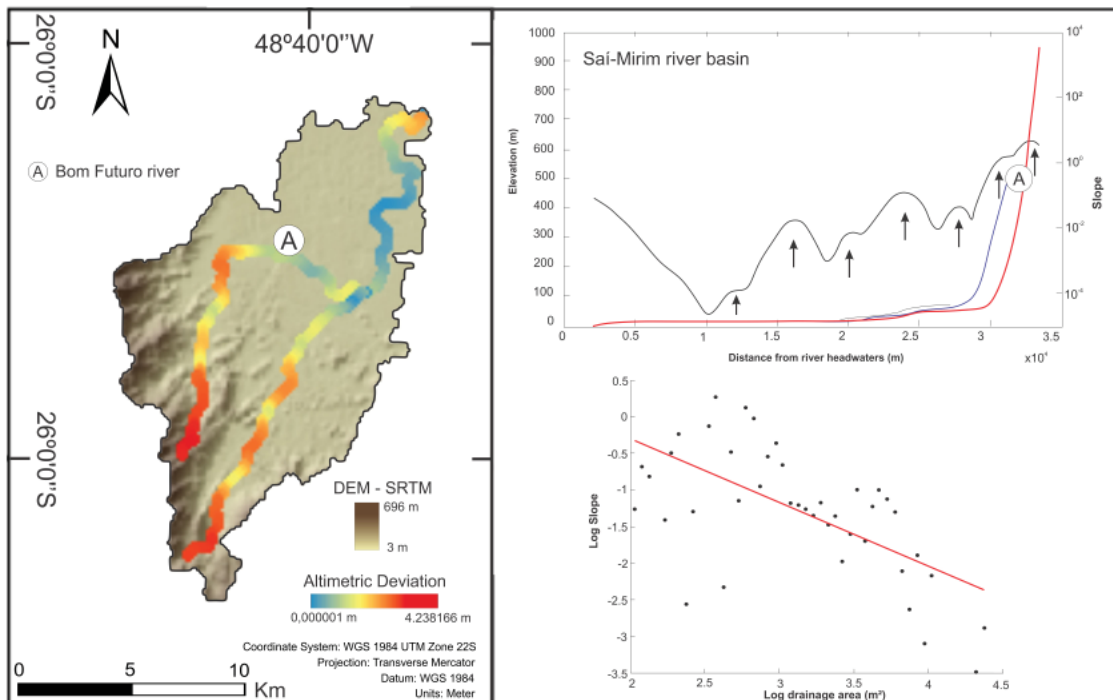 26°0'0"S
48°40'0"W
N
A Bom Futuro river
A
26°0'0"S
DEM - SRTM
696 m
3 m
Altimetric Deviation
0,000001 m
4.238166 m
Coordinate System: WGS 1984 UTM Zone 22S
Projection: Transverse Mercator
Datum: WGS 1984
Units: Meter
0 5 10
Km
Saí-Mirim river basin
Elevation (m)
1000
900
800
700
600
500
400
300
200
100
0
Slope
10⁴
10²
10⁰
10⁻²
10⁻⁴
A
0 0.5 10 1.5 20 2.5 30 3.5
Distance from river headwaters (m)
x10⁴
Log Slope
0.5
0
-0.5
-1
-1.5
-2
-2.5
-3
-3.5
2 2.5 3 3.5 4 4.5
Log drainage area (m²)